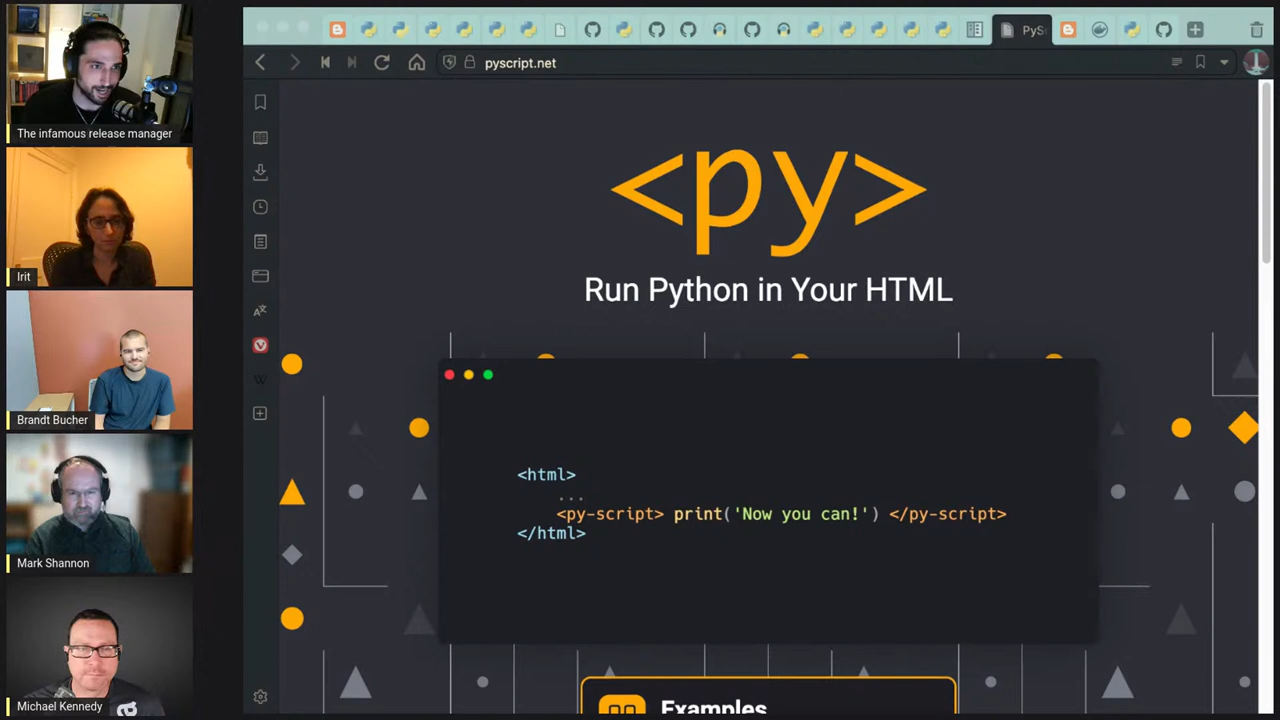 The infamous release manager
Irit
Brandt Bucher
Mark Shannon
Michael Kennedy
PyS
pyscript.net
<py>
Run Python in Your HTML
<html>
...
<py-script> print('Now you can!') </py-script>
</html>
Examples